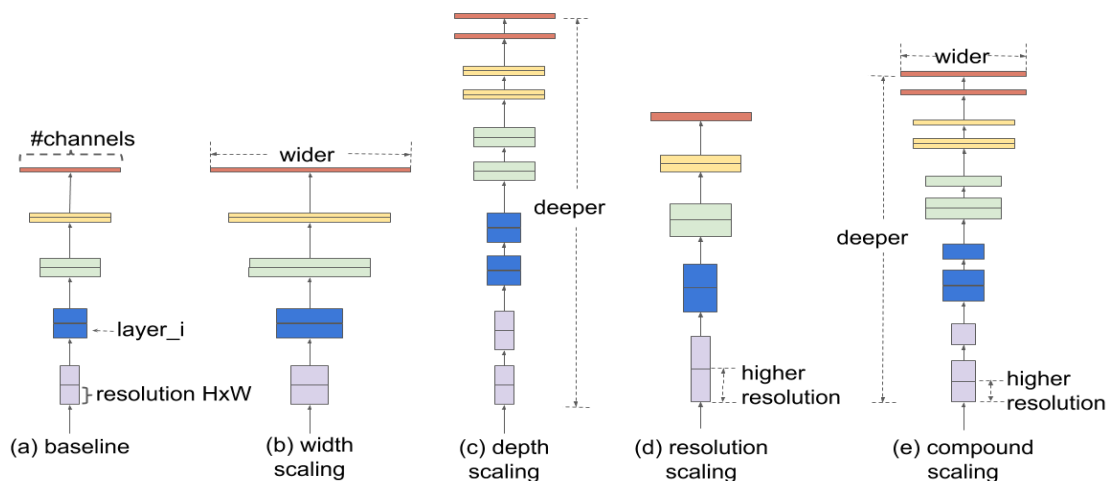 #channels
layer_i
resolution HxW
(a) baseline
wider
(b) width
scaling
deeper
(c) depth
scaling
higher
resolution
(d) resolution
scaling
wider
deeper
higher
resolution
(e) compound
scaling